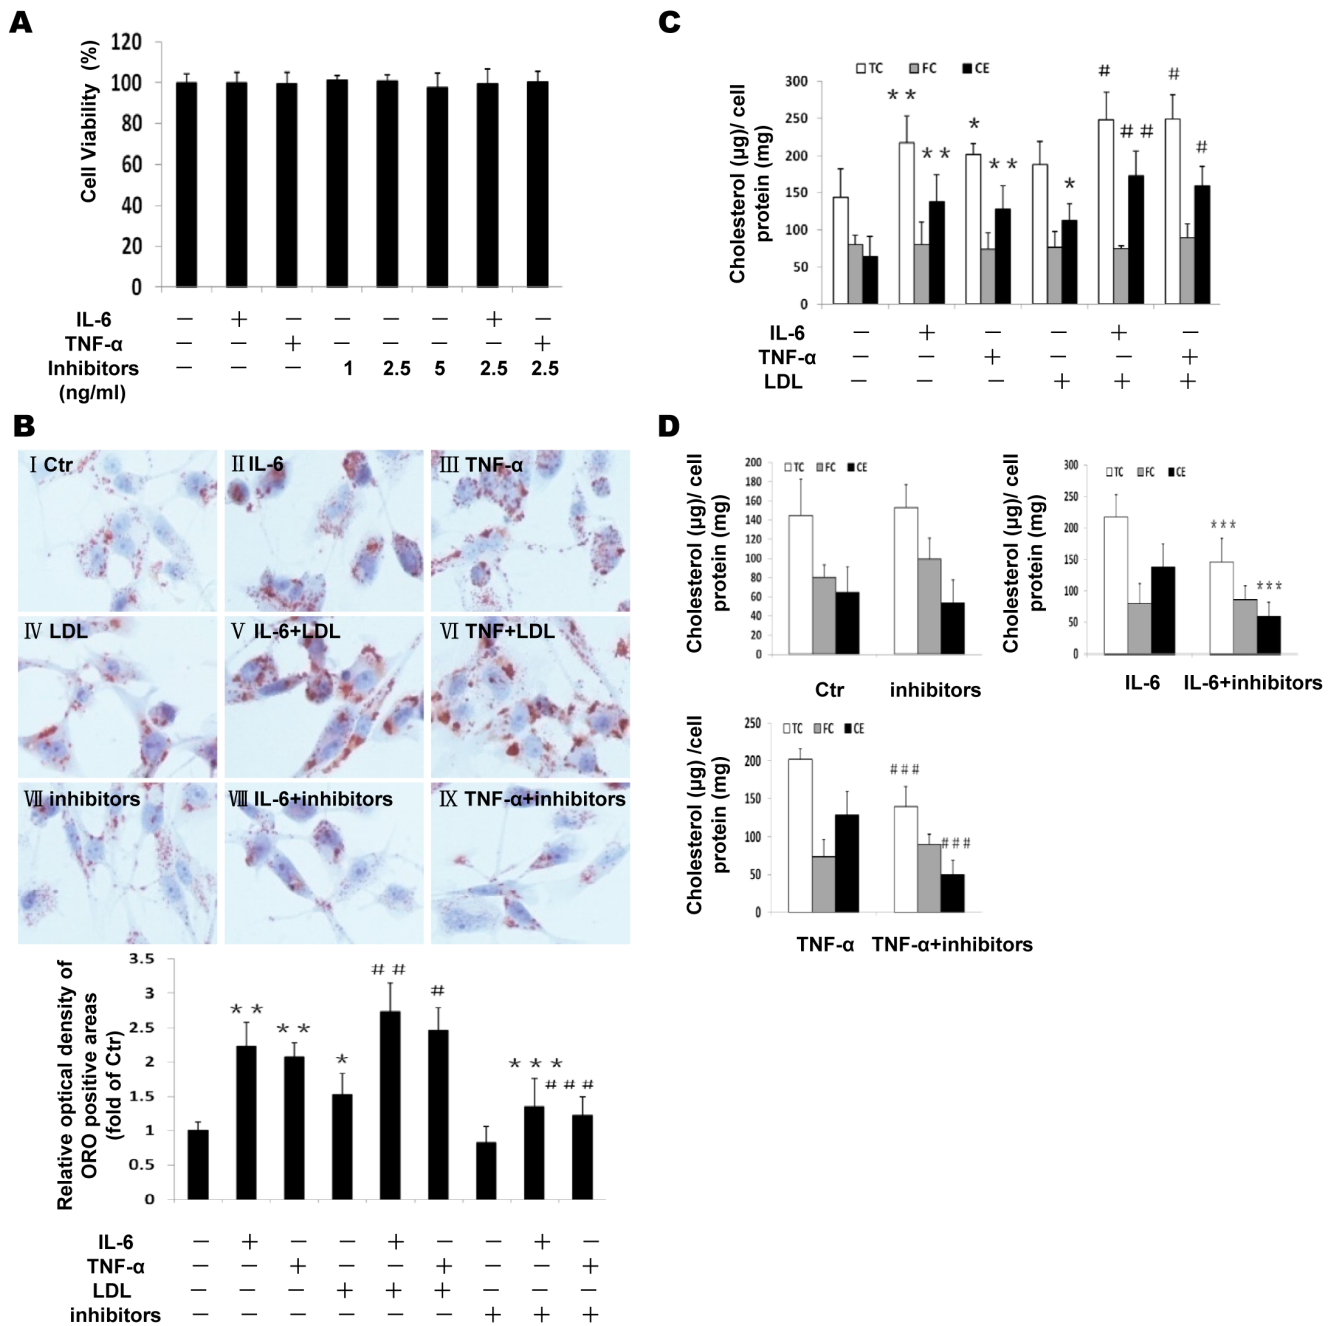 A
Cell Viability (%)
120
100
80
60
40
20
0
IL-6 − + − − − − + −
TNF-α − − + − − − − +
Inhibitors − − − 1 2.5 5 2.5 2.5
(ng/ml)
B
Ⅰ Ctr
Ⅱ IL-6
Ⅲ TNF-α
Ⅳ LDL
Ⅴ IL-6+LDL
Ⅵ TNF+LDL
Ⅶ inhibitors
Ⅷ IL-6+inhibitors
Ⅸ TNF-α+inhibitors
Relative optical density of
ORO positive areas
(fold of Ctr)
3.5
3
2.5
2
1.5
1
0.5
0
* *
* *
*
# #
#
* * *
# # #
IL-6 − + − − + − − + −
TNF-α − − + − − + − − +
LDL − − − + + + − − −
inhibitors − − − − − − + + +
C
Cholesterol (μg)/ cell
protein (mg)
TC FC CE
300
250
200
150
100
50
0
* *
* *
*
* *
*
#
# #
#
#
IL-6 − + − − + −
TNF-α − − + − − +
LDL − − − + + +
D
Cholesterol (μg)/ cell
protein (mg)
TC FC CE
200
180
160
140
120
100
80
60
40
20
0
Ctr inhibitors
Cholesterol (μg)/ cell
protein (mg)
TC FC CE
300
250
200
150
100
50
0
***
***
IL-6 IL-6+inhibitors
Cholesterol (μg) /cell
protein (mg)
TC FC CE
250
200
150
100
50
0
###
###
TNF-α TNF-α+inhibitors